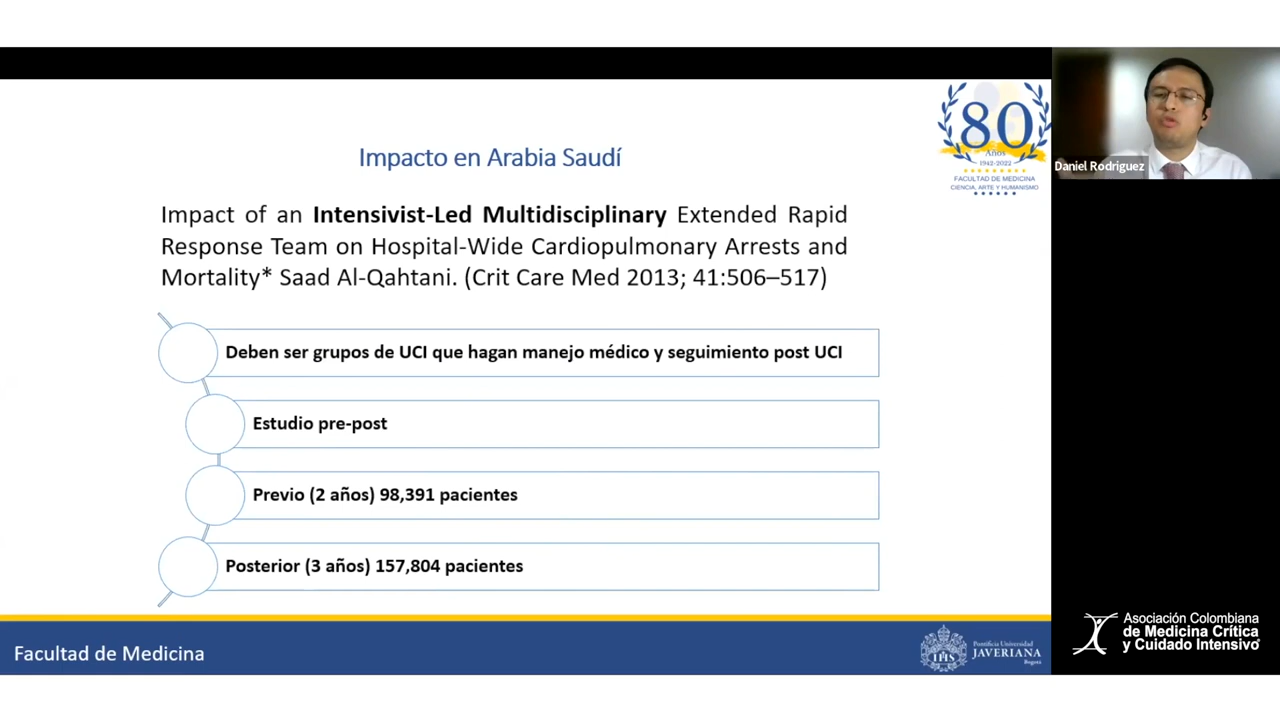 80
Años
1942-2022
FACULTAD DE MEDICINA
CIENCIA, ARTE Y HUMANISMO
Daniel Rodriguez
Impacto en Arabia Saudí
Impact of an Intensivist-Led Multidisciplinary Extended Rapid
Response Team on Hospital-Wide Cardiopulmonary Arrests and
Mortality* Saad Al-Qahtani. (Crit Care Med 2013; 41:506–517)
Deben ser grupos de UCI que hagan manejo médico y seguimiento post UCI
Estudio pre-post
Previo (2 años) 98,391 pacientes
Posterior (3 años) 157,804 pacientes
Facultad de Medicina
IHS
Pontificia Universidad
JAVERIANA
Bogotá
Asociación Colombiana
de Medicina Crítica
y Cuidado Intensivo